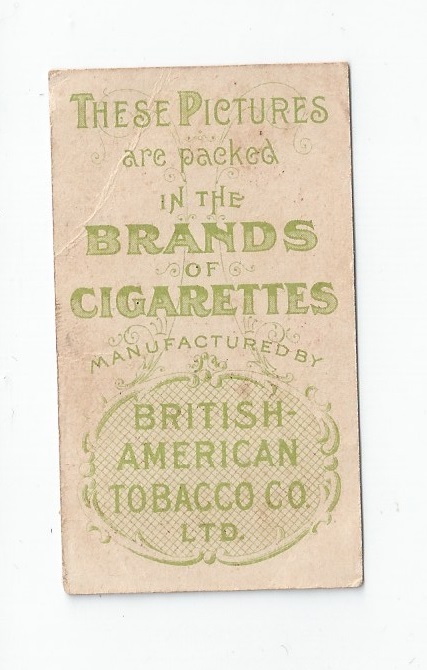 THESE PICTURES
are packed
IN THE
BRANDS
OF
CIGARETTES
MANUFACTURED BY
BRITISH-
AMERICAN
TOBACCO CO.
LTD.